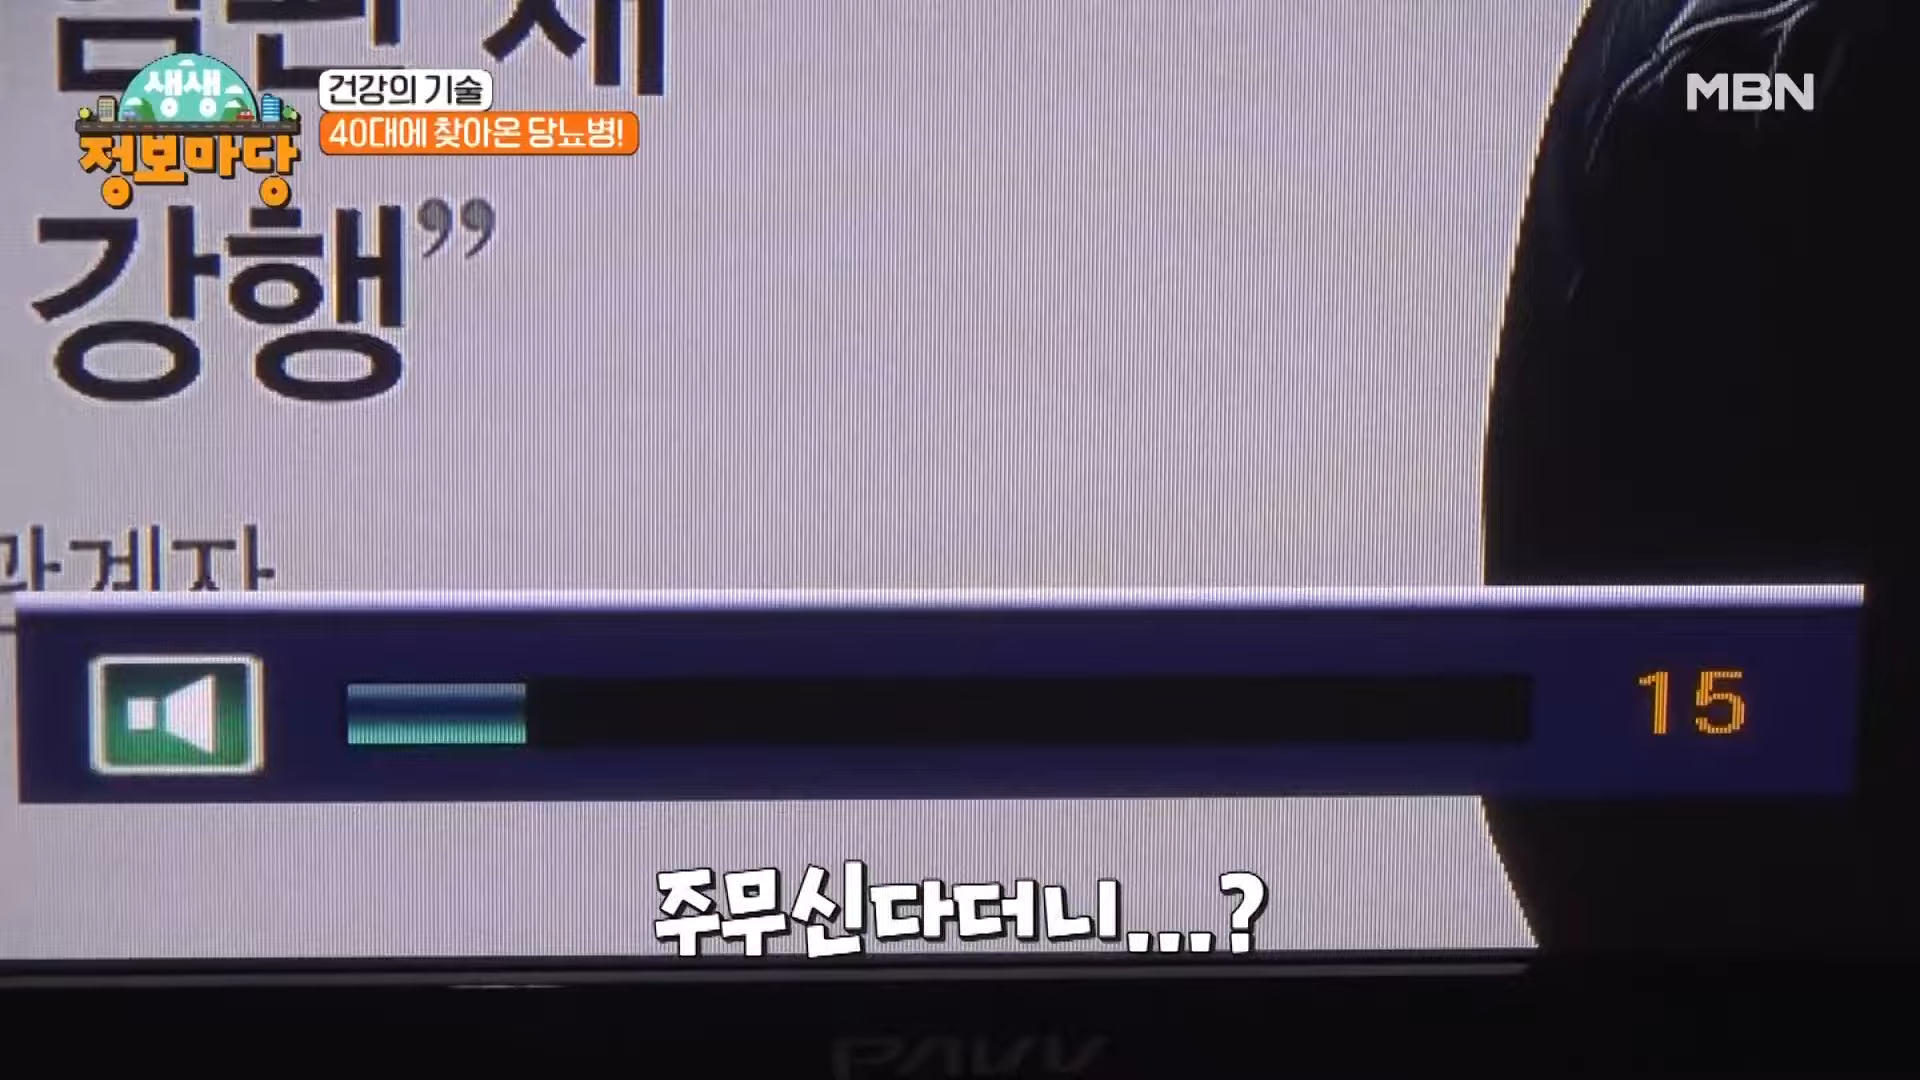 생생
정보마당
건강의 기술
40대에 찾아온 당뇨병!
MBN
강행”
관계자
15
주무신다더니...?
PAVV